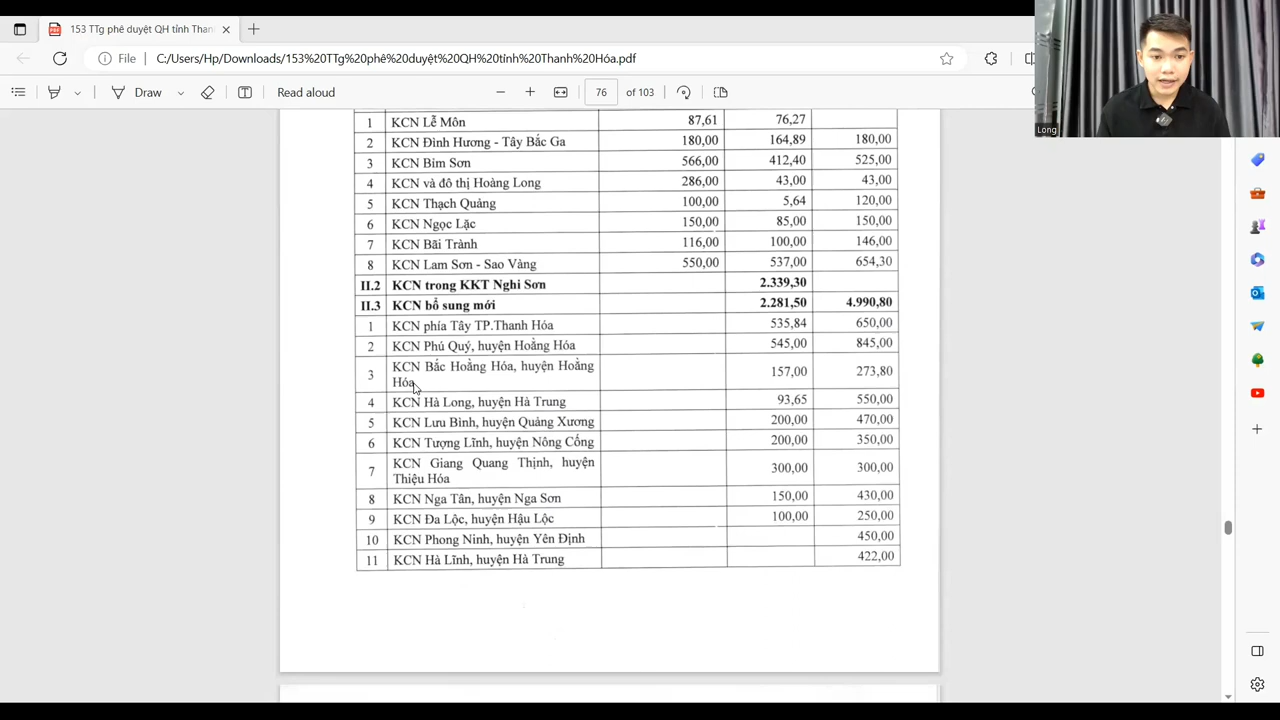 153 TTg phê duyệt QH tỉnh Than
File C:/Users/Hp/Downloads/153%20TTg%20phê%20duyệt%20QH%20tỉnh%20Thanh%20Hóa.pdf
Draw Read aloud 76 of 103
Long
1 KCN Lễ Môn 87,61 76,27
2 KCN Đình Hương - Tây Bắc Ga 180,00 164,89 180,00
3 KCN Bỉm Sơn 566,00 412,40 525,00
4 KCN và đô thị Hoàng Long 286,00 43,00 43,00
5 KCN Thạch Quảng 100,00 5,64 120,00
6 KCN Ngọc Lặc 150,00 85,00 150,00
7 KCN Bãi Trành 116,00 100,00 146,00
8 KCN Lam Sơn - Sao Vàng 550,00 537,00 654,30
II.2 KCN trong KKT Nghi Sơn 2.339,30
II.3 KCN bổ sung mới 2.281,50 4.990,80
1 KCN phía Tây TP.Thanh Hóa 535,84 650,00
2 KCN Phú Quý, huyện Hoằng Hóa 545,00 845,00
3 KCN Bắc Hoằng Hóa, huyện Hoằng
Hóa 157,00 273,80
4 KCN Hà Long, huyện Hà Trung 93,65 550,00
5 KCN Lưu Bình, huyện Quảng Xương 200,00 470,00
6 KCN Tượng Lĩnh, huyện Nông Cống 200,00 350,00
7 KCN Giang Quang Thịnh, huyện
Thiệu Hóa 300,00 300,00
8 KCN Nga Tân, huyện Nga Sơn 150,00 430,00
9 KCN Đa Lộc, huyện Hậu Lộc 100,00 250,00
10 KCN Phong Ninh, huyện Yên Định 450,00
11 KCN Hà Lĩnh, huyện Hà Trung 422,00